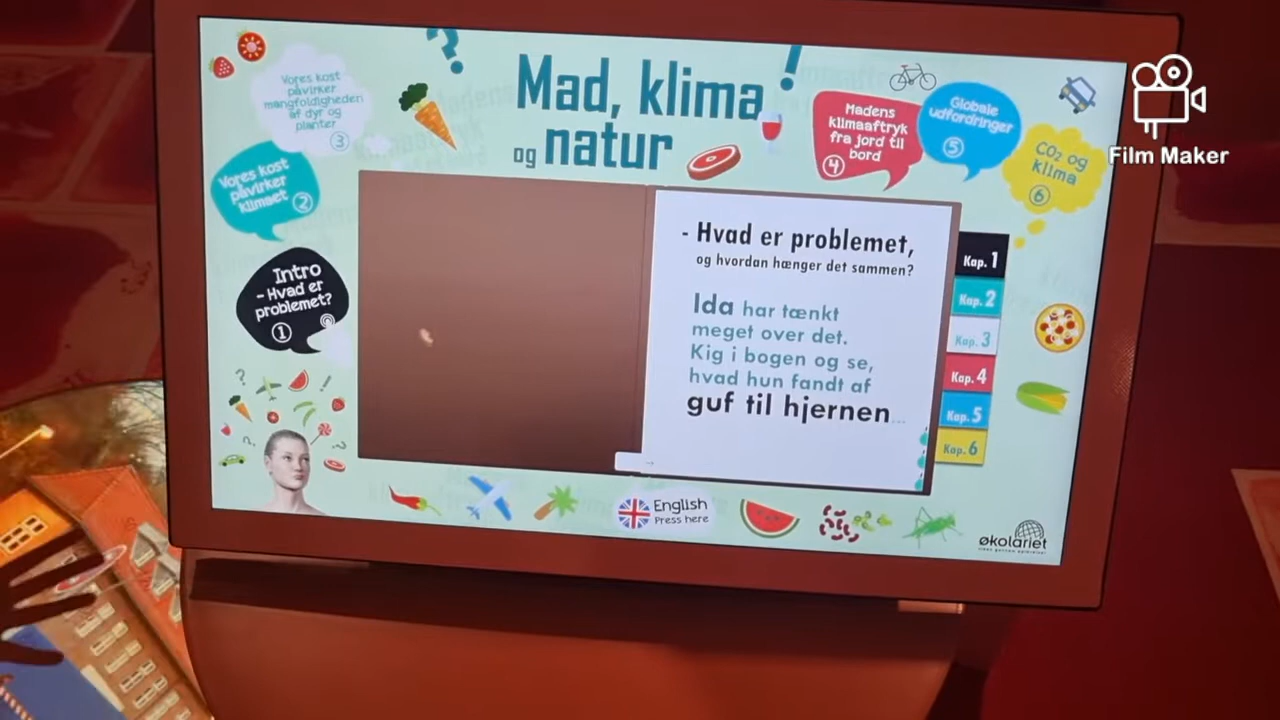 Mad, klima
og natur
Vores kost
påvirker
mangfoldigheden
af dyr og
planter
3
Vores kost
påvirker
klimaet
2
Intro
- Hvad er
problemet?
1
Madens
klimaaftryk
fra jord til
bord
4
Globale
udfordringer
5
CO2 og
klima
6
Film Maker
- Hvad er problemet,
og hvordan hænger det sammen?
Ida har tænkt
meget over det.
Kig i bogen og se,
hvad hun fandt af
guf til hjernen...
Kap. 1
Kap. 2
Kap. 3
Kap. 4
Kap. 5
Kap. 6
English
Press here
økolariet